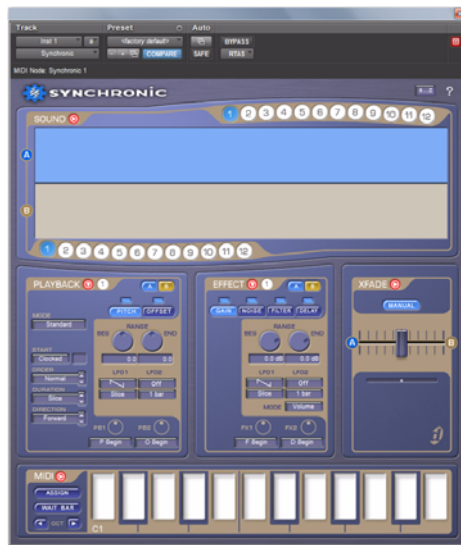 Track Preset Auto
Inst 1 <factory default> BYPASS
Synchronic COMPARE SAFE RTAS
MIDI Node: Synchronic 1
SYNCHRONIC ?
SOUND 1 2 3 4 5 6 7 8 9 10 11 12
A
B
1 2 3 4 5 6 7 8 9 10 11 12
PLAYBACK 1 A B
PITCH OFFSET
MODE
Standard
RANGE
BEG END
0.0 0.0
START
Clocked
ORDER
Normal
DURATION
Slice
DIRECTION
Forward
LFO1 LFO2
Off
Slice 1 bar
PB1 PB2
P Begin O Begin
EFFECT 1 A B
GAIN NOISE FILTER DELAY
RANGE
BEG END
0.0 dB 0.0 dB
LFO1 LFO2
Off
Slice 1 bar
MODE Volume
FX1 FX2
F Begin D Begin
XFADE
MANUAL
A B
MIDI
ASSIGN
WAIT BAR
OCT
C1